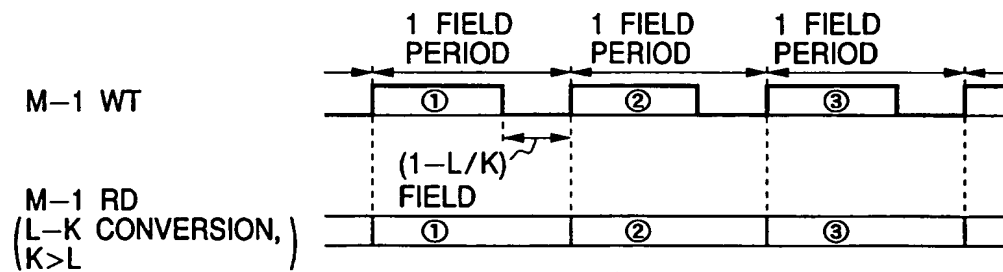 1 FIELD PERIOD
1 FIELD PERIOD
1 FIELD PERIOD
M-1 WT
① ② ③
(1-L/K) FIELD
M-1 RD
(L-K CONVERSION,
K>L)
① ② ③